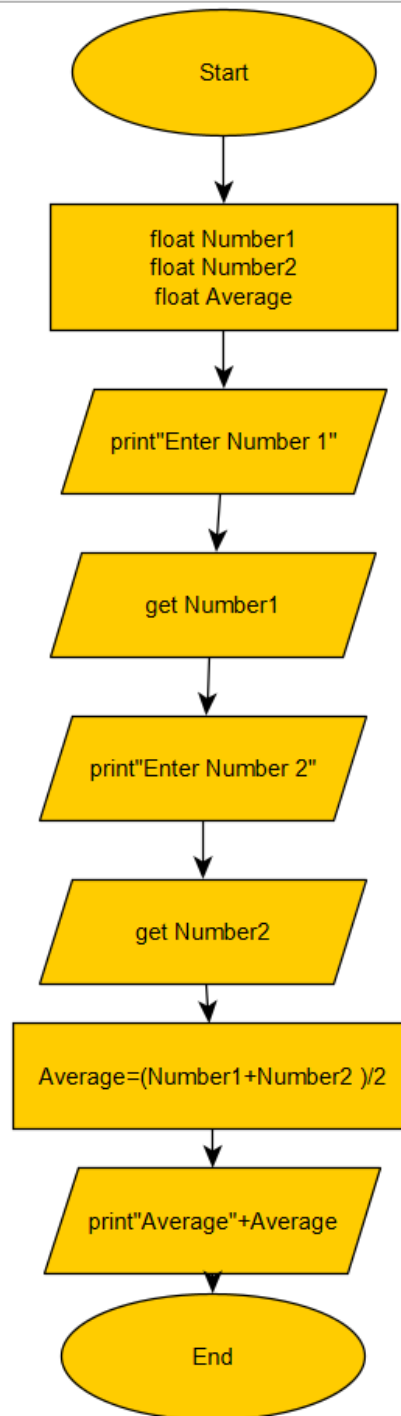 Start
float Number1
float Number2
float Average
print"Enter Number 1"
get Number1
print"Enter Number 2"
get Number2
Average=(Number1+Number2 )/2
print"Average"+Average
End